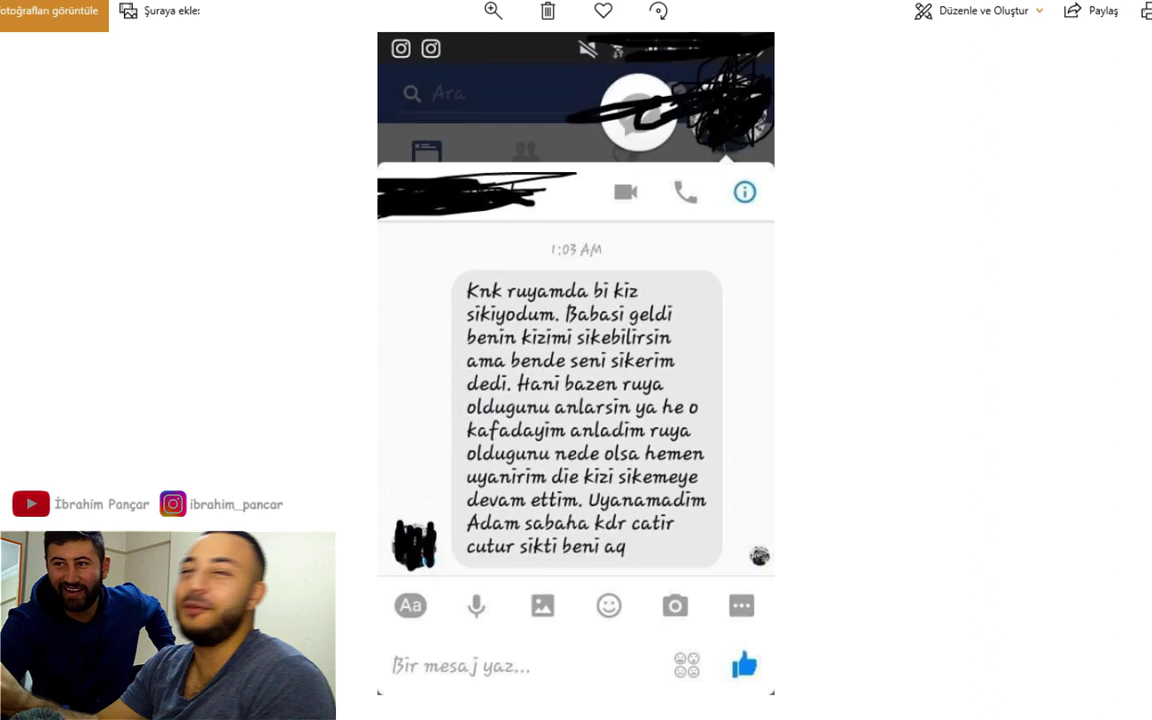 fotoğrafları görüntüle
Şuraya ekle:
Düzenle ve Oluştur
Paylaş
Ara
1:03 AM
Knk ruyamda bi kiz
sikiyodum. Babasi geldi
benin kizimi sikebilirsin
ama bende seni sikerim
dedi. Hani bazen ruya
oldugunu anlarsin ya he o
kafadayim anladim ruya
oldugunu nede olsa hemen
uyanirim die kizi sikemeye
devam ettim. Uyanamadim
Adam sabaha kdr catir
cutur sikti beni aq
Aa
Bir mesaj yaz...
İbrahim Pançar
ibrahim_pancar